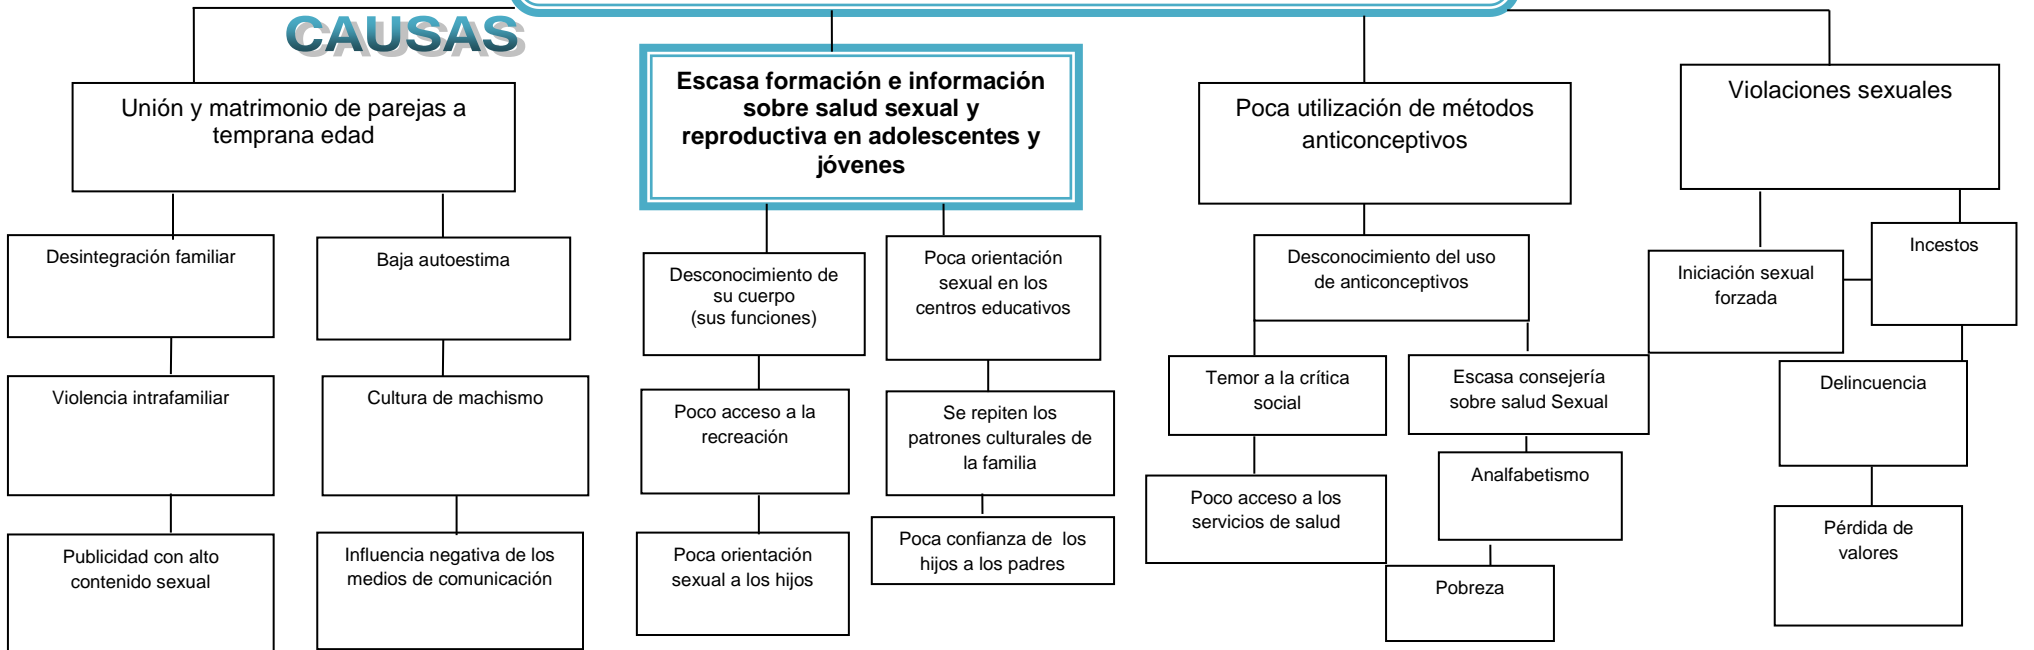 CAUSAS
Unión y matrimonio de parejas a
temprana edad
Escasa formación e información
sobre salud sexual y
reproductiva en adolescentes y
jóvenes
Poca utilización de métodos
anticonceptivos
Violaciones sexuales
Desintegración familiar
Baja autoestima
Desconocimiento de
su cuerpo
(sus funciones)
Poca orientación
sexual en los
centros educativos
Desconocimiento del uso
de anticonceptivos
Iniciación sexual
forzada
Incestos
Violencia intrafamiliar
Cultura de machismo
Poco acceso a la
recreación
Se repiten los
patrones culturales de
la familia
Temor a la crítica
social
Escasa consejería
sobre salud Sexual
Delincuencia
Publicidad con alto
contenido sexual
Influencia negativa de los
medios de comunicación
Poca orientación
sexual a los hijos
Poca confianza de  los
hijos a los padres
Poco acceso a los
servicios de salud
Analfabetismo
Pobreza
Pérdida de
valores